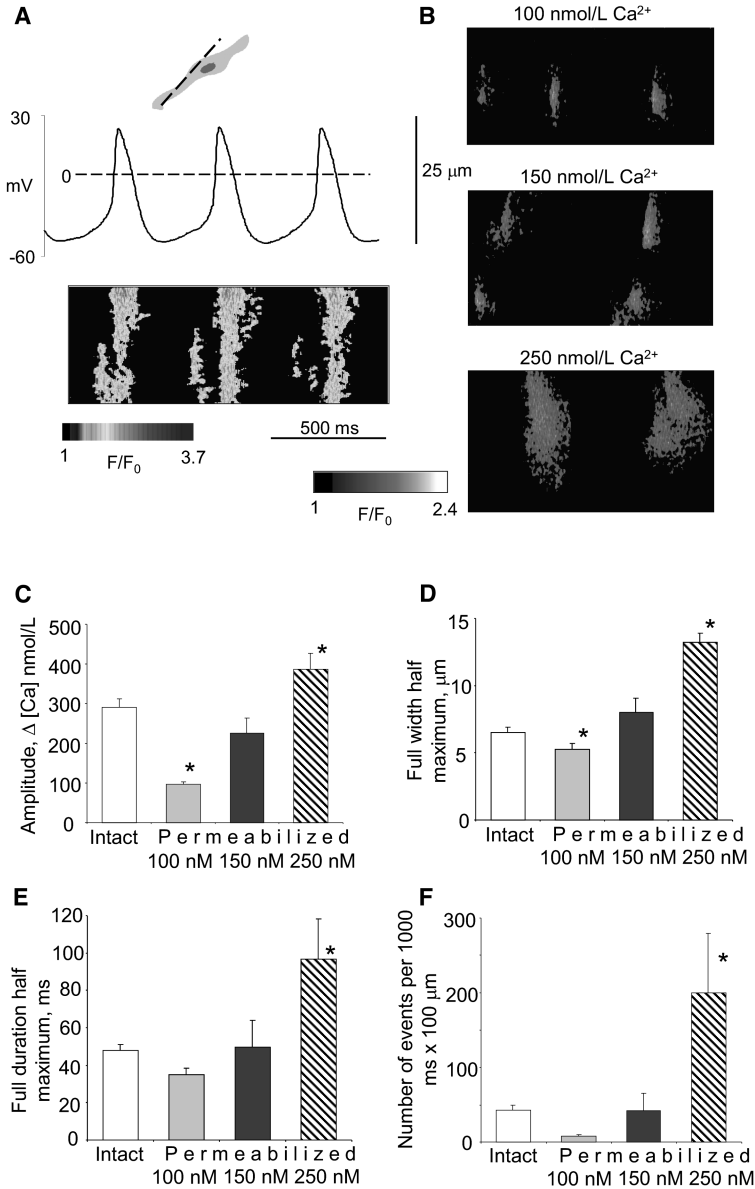 A
30
0
mV
-60
25 μm
1
3.7
F/F0
500 ms
1
2.4
F/F0
B
100 nmol/L Ca2+
150 nmol/L Ca2+
250 nmol/L Ca2+
C
Amplitude, Δ [Ca] nmol/L
500
400
300
200
100
0
*
*
Intact
Permeabilized
100 nM
150 nM
250 nM
D
Full width half
maximum, μm
15
13
5
0
*
*
Intact
Permeabilized
100 nM
150 nM
250 nM
E
Full duration half
maximum, ms
120
100
80
60
40
20
0
*
Intact
Permeabilized
100 nM
150 nM
250 nM
F
Number of events per 1000
ms x 100 μm
300
200
100
0
*
Intact
Permeabilized
100 nM
150 nM
250 nM